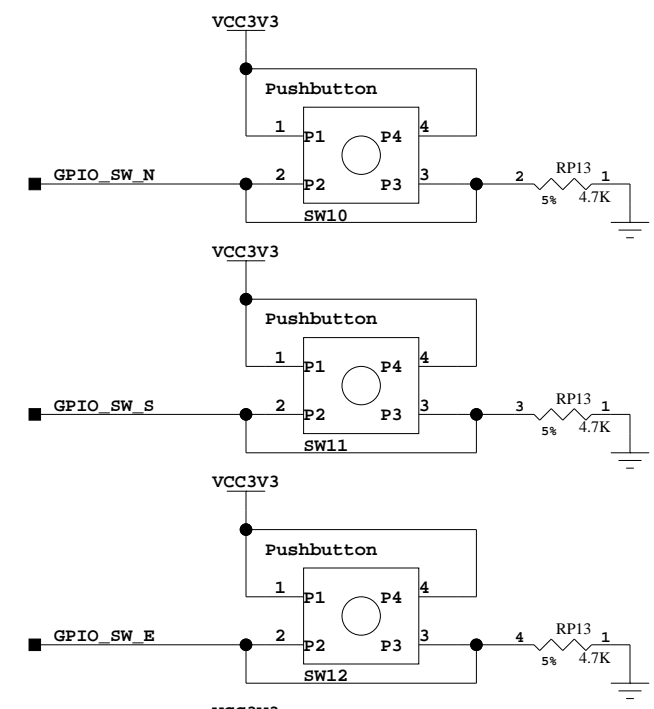 VCC3V3
Pushbutton
1 P1 P4 4
GPIO_SW_N 2 P2 P3 3 2 RP13 1
5% 4.7K
SW10
VCC3V3
Pushbutton
1 P1 P4 4
GPIO_SW_S 2 P2 P3 3 3 RP13 1
5% 4.7K
SW11
VCC3V3
Pushbutton
1 P1 P4 4
GPIO_SW_E 2 P2 P3 3 4 RP13 1
5% 4.7K
SW12